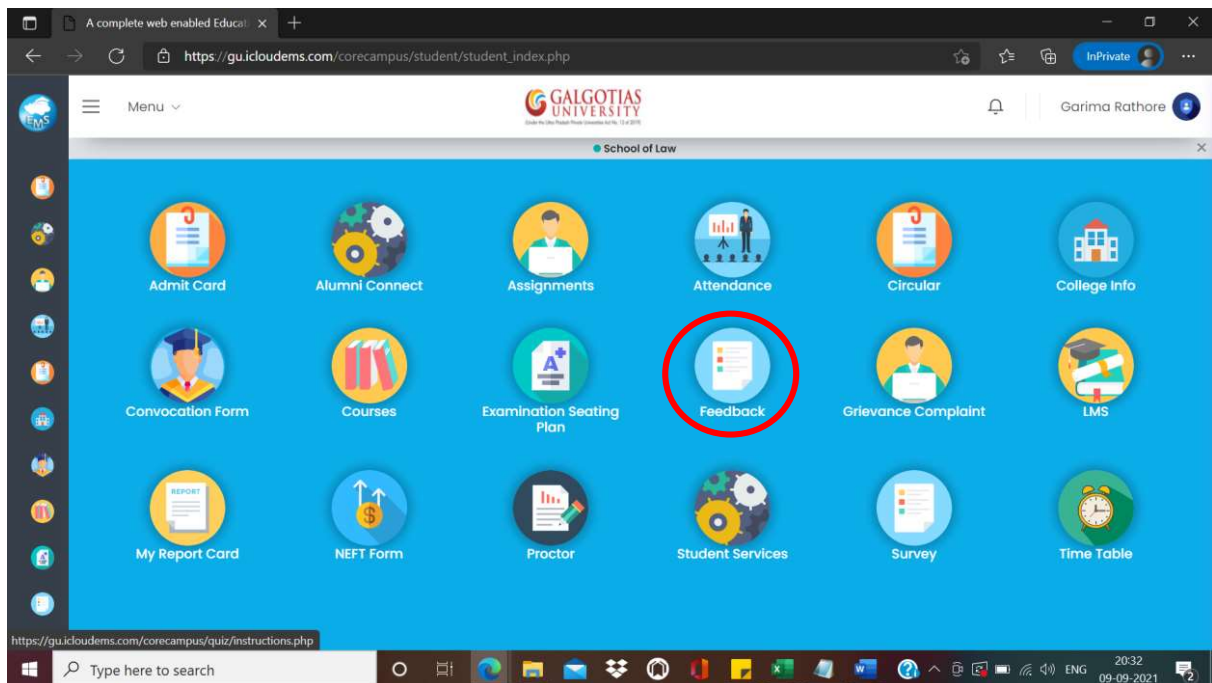 A complete web enabled Educati
https://gu.icloudems.com/corecampus/student/student_index.php
InPrivate
EMS
Menu
GALGOTIAS
UNIVERSITY
Garima Rathore
School of Law
Admit Card
Alumni Connect
Assignments
Attendance
Circular
College Info
A+
Convocation Form
Courses
Examination Seating
Plan
Feedback
Grievance Complaint
LMS
REPORT
My Report Card
NEFT Form
Proctor
Student Services
Survey
Time Table
https://gu.icloudems.com/corecampus/quiz/instructions.php
Type here to search
ENG
20:32
09-09-2021
2